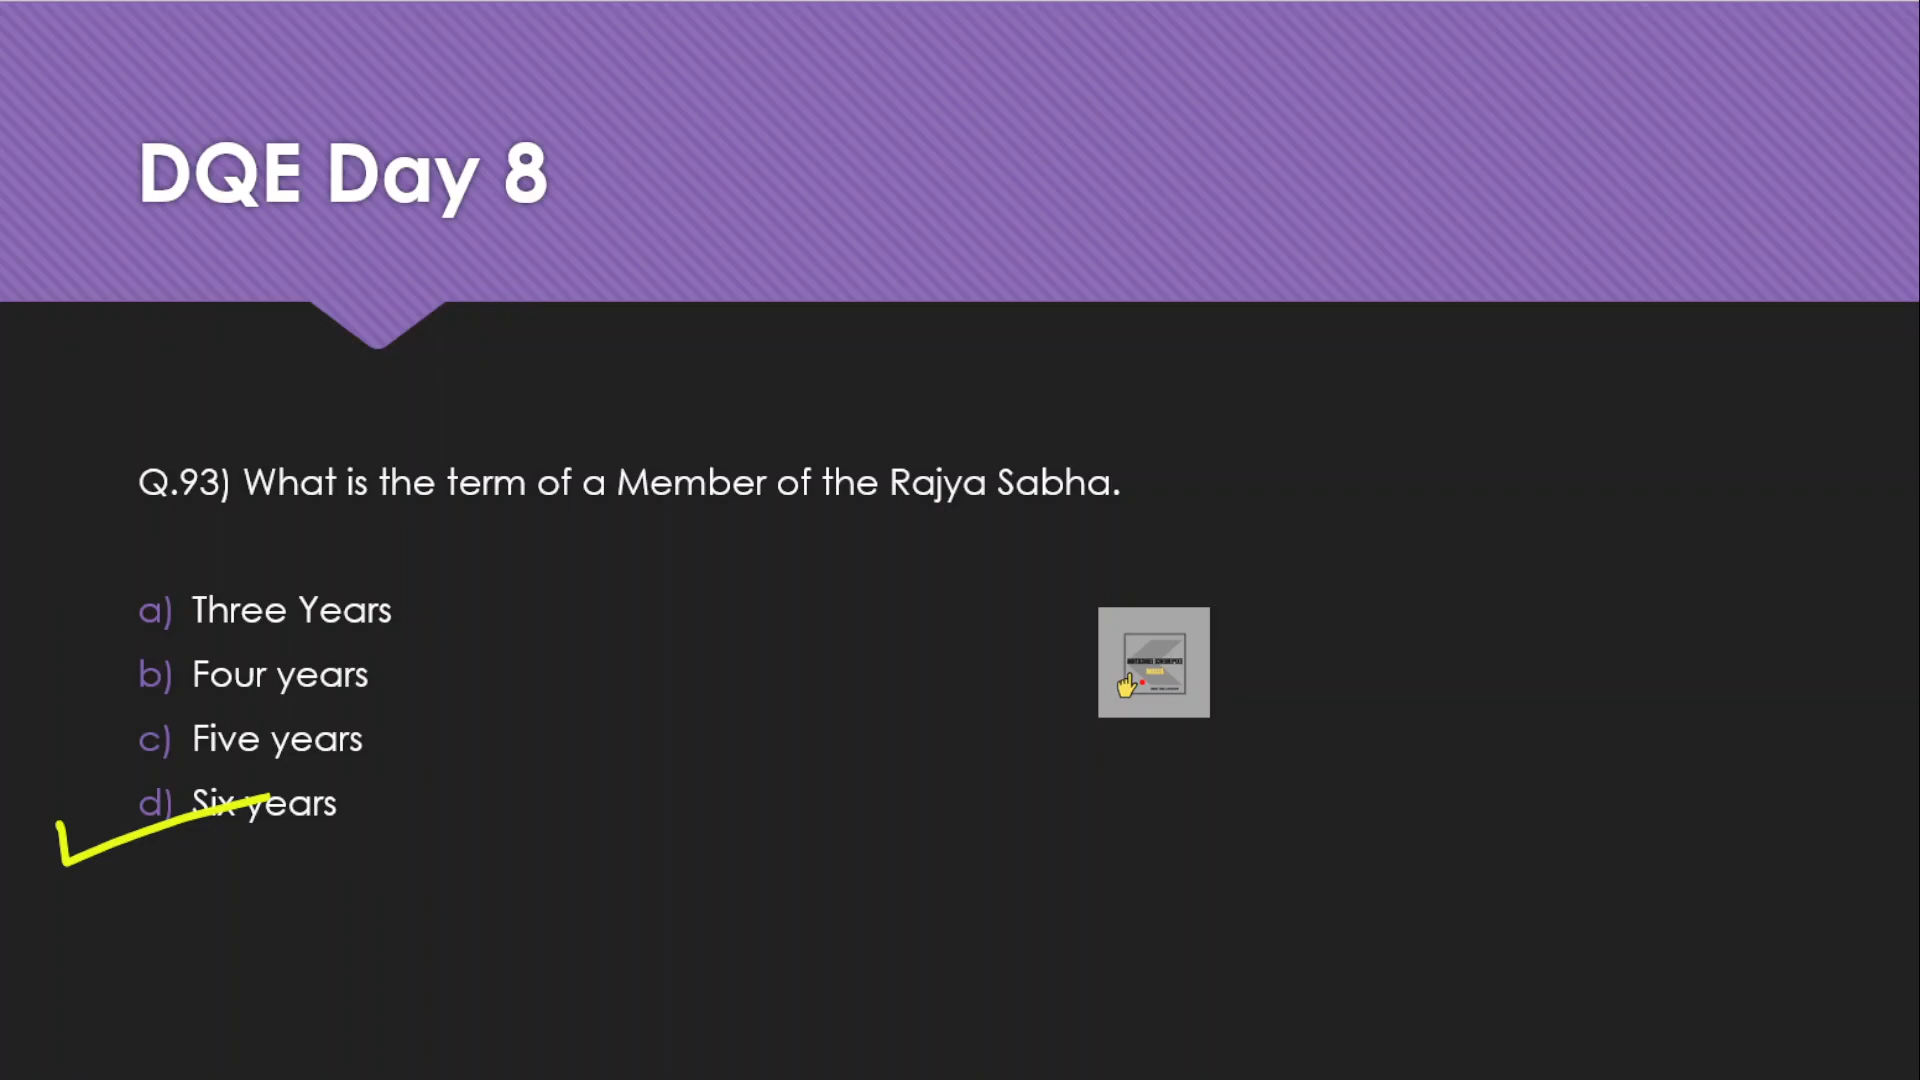 DQE Day 8
Q.93) What is the term of a Member of the Rajya Sabha.
a) Three Years
b) Four years
c) Five years
d) Six years